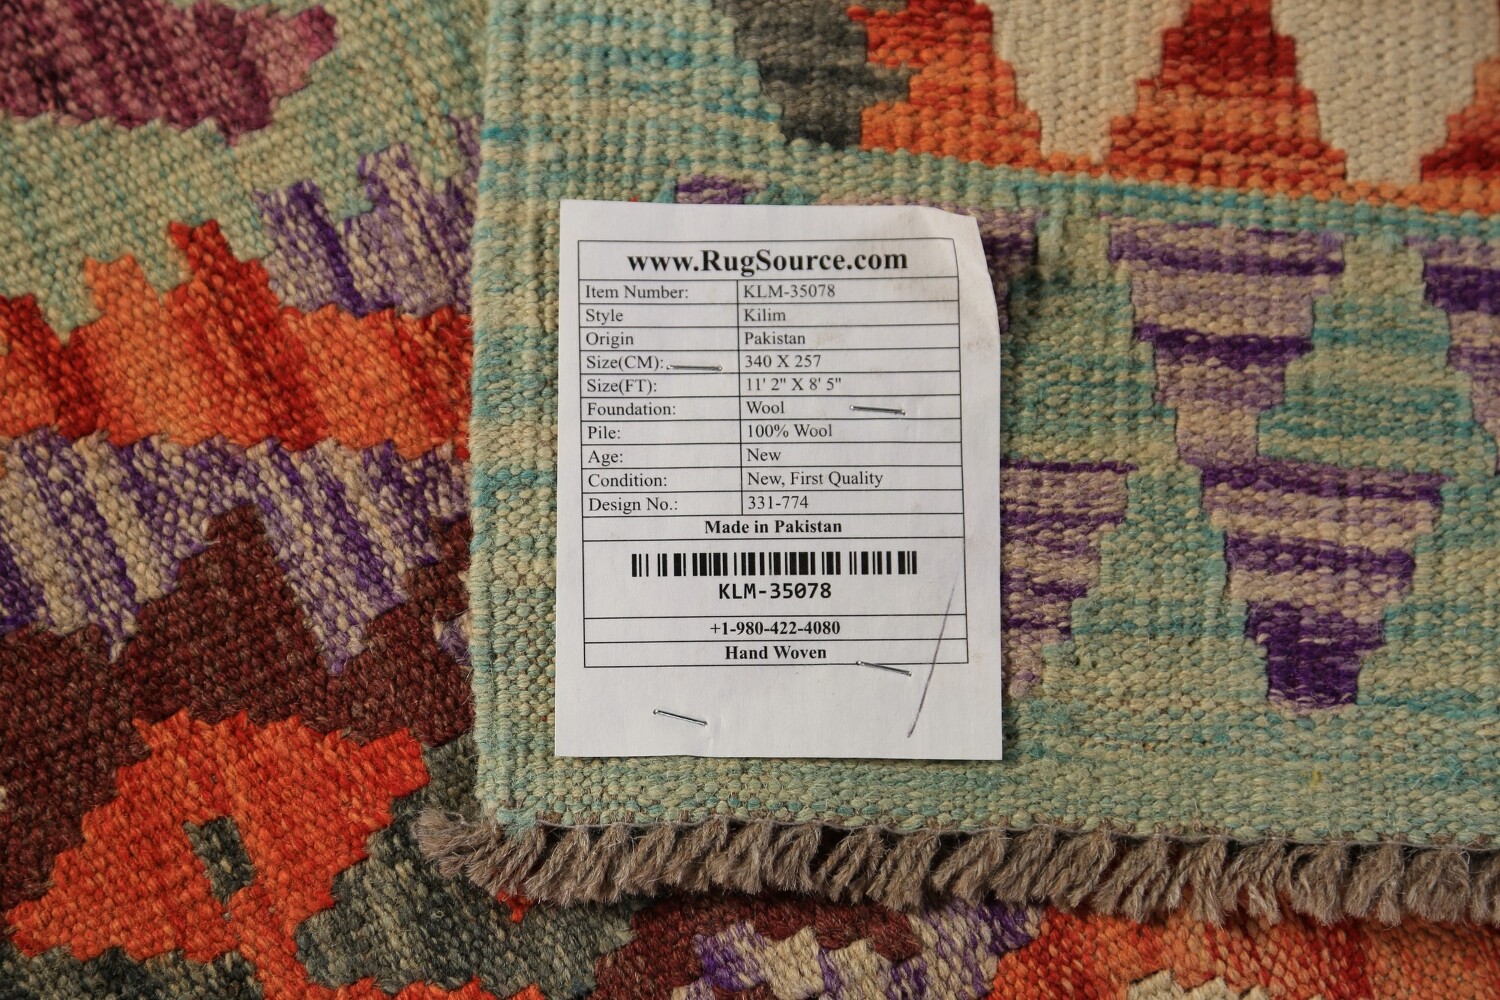 www.RugSource.com
Item Number: KLM-35078
Style Kilim
Origin Pakistan
Size(CM): 340 X 257
Size(FT): 11' 2" X 8' 5"
Foundation: Wool
Pile: 100% Wool
Age: New
Condition: New, First Quality
Design No.: 331-774
Made in Pakistan
KLM-35078
+1-980-422-4080
Hand Woven